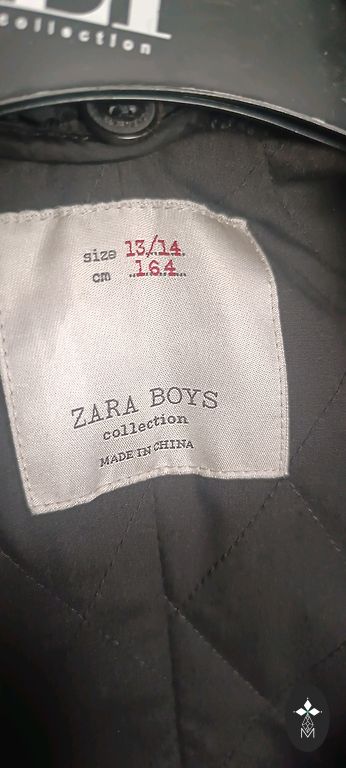 collection
size 13/14
cm 164
ZARA BOYS
collection
MADE IN CHINA
M